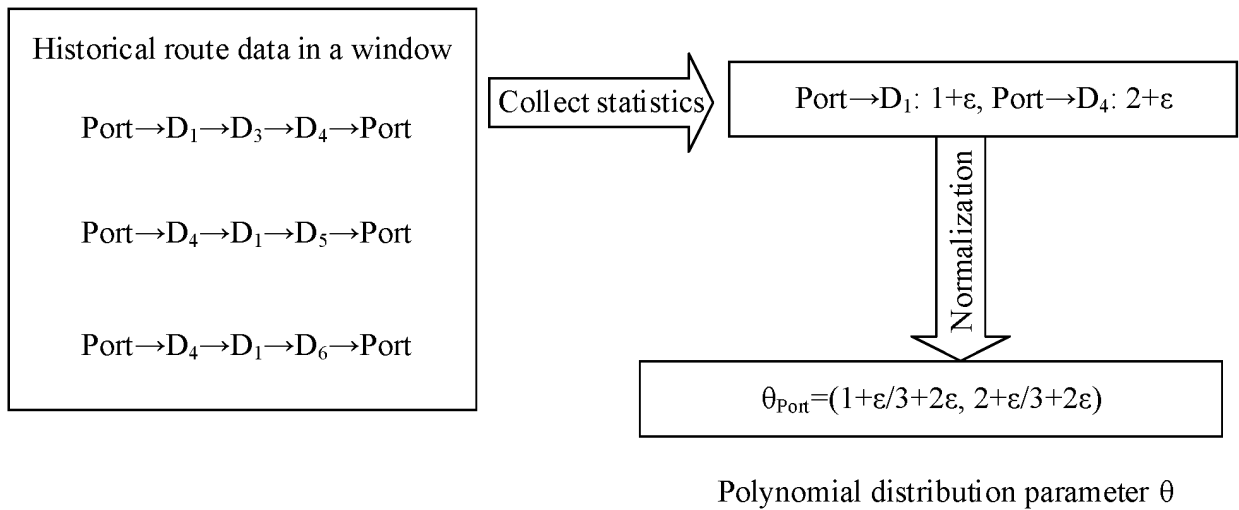 Historical route data in a window
Port→D₁→D₃→D₄→Port
Port→D₄→D₁→D₅→Port
Port→D₄→D₁→D₆→Port
Collect statistics
Port→D₁: 1+ε, Port→D₄: 2+ε
Normalization
θPort=(1+ε/3+2ε, 2+ε/3+2ε)
Polynomial distribution parameter θ